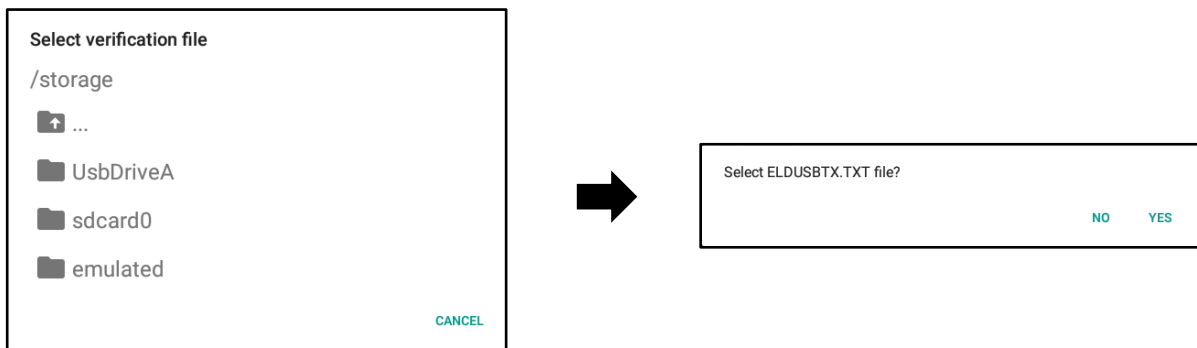 Select verification file
/storage
...
UsbDriveA
sdcard0
emulated
CANCEL
Select ELDUSBTX.TXT file?
NO YES